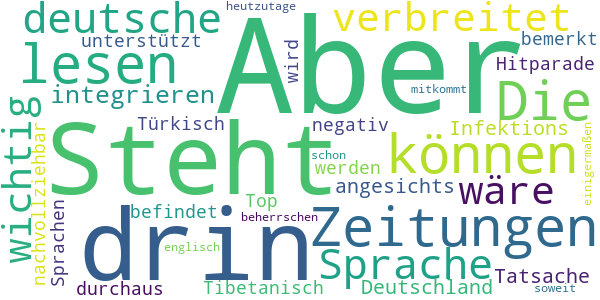 heutzutage
deutsche
Aber
verbreitet
unterstützt
wird
bemerkt
lesen
Hitparade
mitkommt
integrieren
Die
wichtig
Steht
Türkisch
negativ
Infektions
einigermaßen
nachvollziehbar
können
schon
werden
angesichts
wäre
Sprachen
drin
befindet
Top
Zeitungen
beherrschen
englisch
Sprache
Tatsache
durchaus
Tibetanisch
Deutschland
soweit